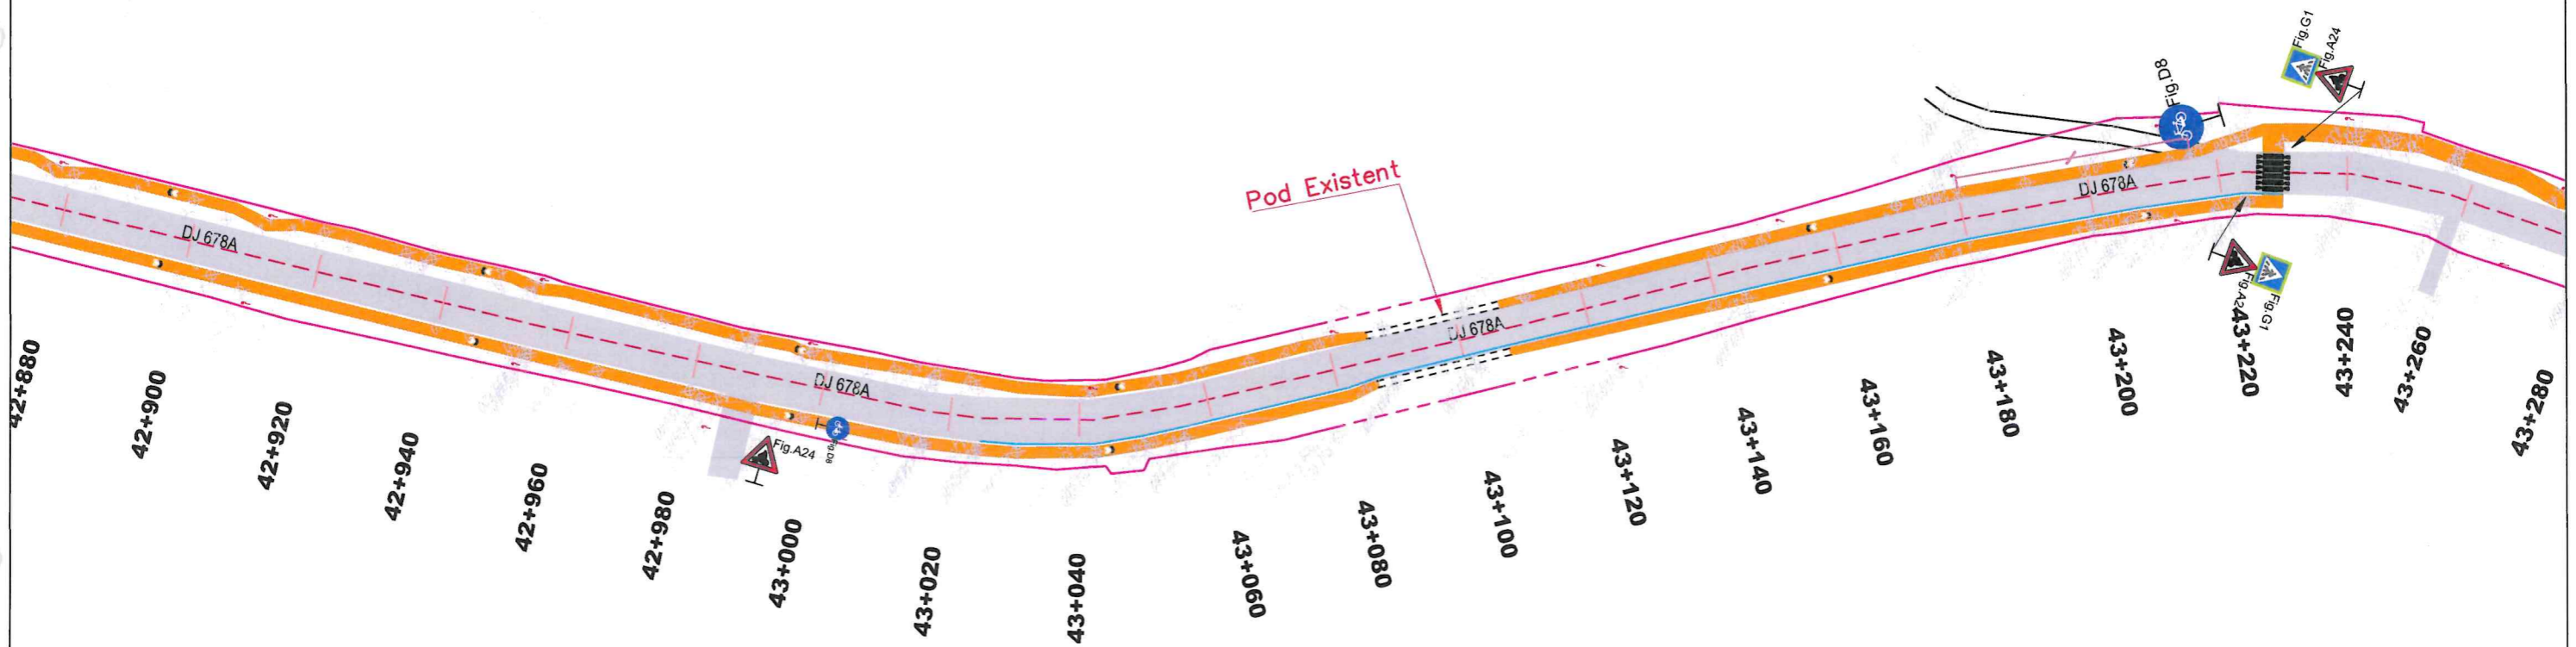 Fig.G1
Fig.A24
Fig.D8
Pod Existent
DJ 678A
DJ 678A
DJ 678A
DJ 678A
Fig.A24
Fig.D8
Fig.A24
Fig.G1
42+880
42+900
42+920
42+940
42+960
42+980
43+000
43+020
43+040
43+060
43+080
43+100
43+120
43+140
43+160
43+180
43+200
43+220
43+240
43+260
43+280